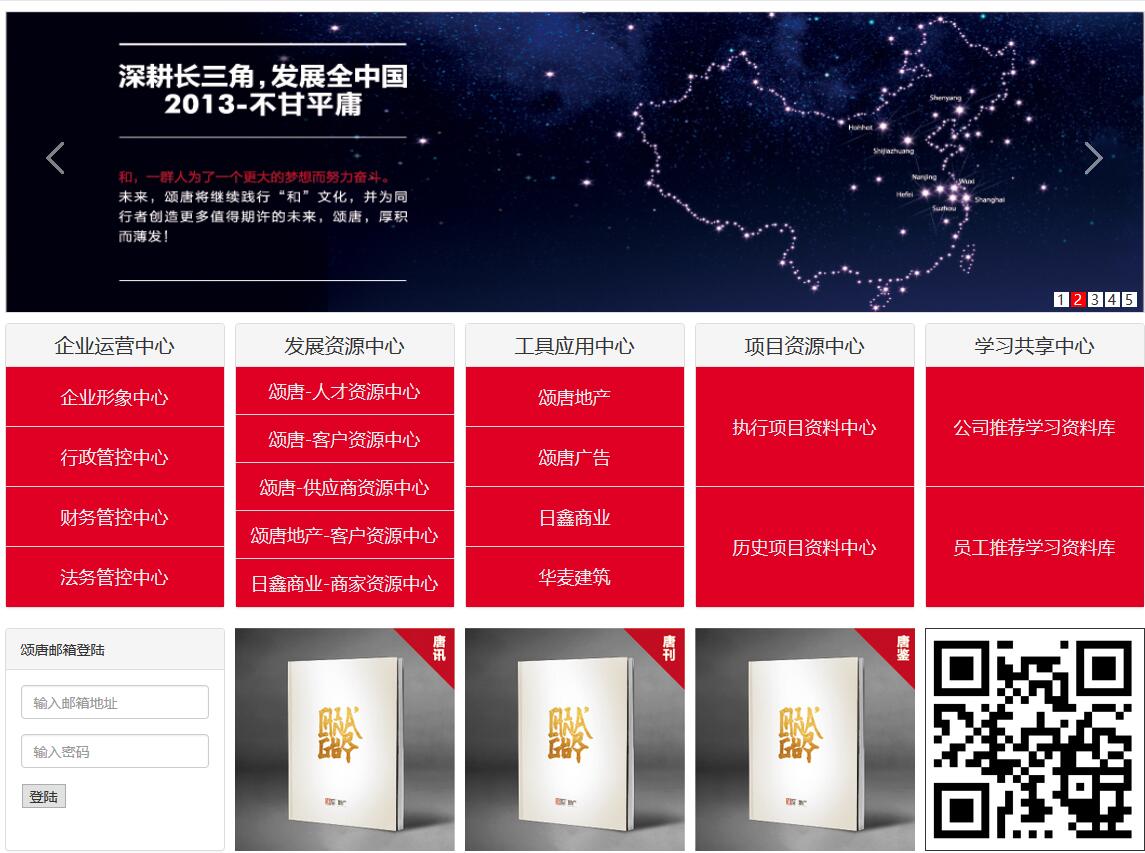 深耕长三角,发展全中国
2013-不甘平庸
和，一群人为了一个更大的梦想而努力奋斗。
未来，颂唐将继续践行“和”文化，并为同
行者创造更多值得期许的未来，颂唐，厚积
而薄发！
Shenyang
Hohhot
Shijiazhuang
Nanjing
Wuxi
Hefei
Shanghai
Suzhou
1 2 3 4 5
企业运营中心
企业形象中心
行政管控中心
财务管控中心
法务管控中心
发展资源中心
颂唐-人才资源中心
颂唐-客户资源中心
颂唐-供应商资源中心
颂唐地产-客户资源中心
日鑫商业-商家资源中心
工具应用中心
颂唐地产
颂唐广告
日鑫商业
华麦建筑
项目资源中心
执行项目资料中心
历史项目资料中心
学习共享中心
公司推荐学习资料库
员工推荐学习资料库
颂唐邮箱登陆
输入邮箱地址
输入密码
登陆
唐讯
唐刊
唐鉴